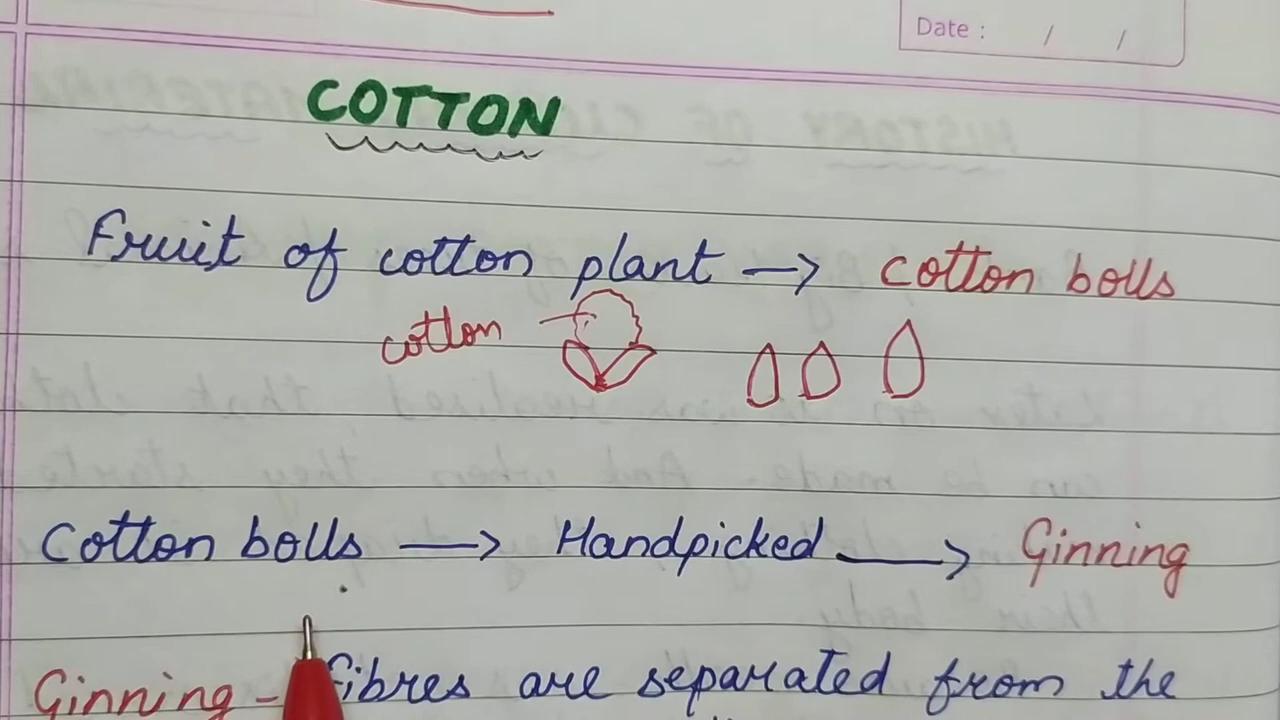 Date : / /
COTTON
Fruit of cotton plant → cotton bolls
cotton
Cotton bolls → Handpicked → Ginning
Ginning - fibres are separated from the